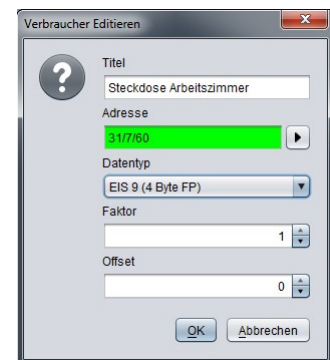 Verbraucher Editieren
Titel
Steckdose Arbeitszimmer
Adresse
31/7/60
Datentyp
EIS 9 (4 Byte FP)
Faktor
1
Offset
0
OK Abbrechen